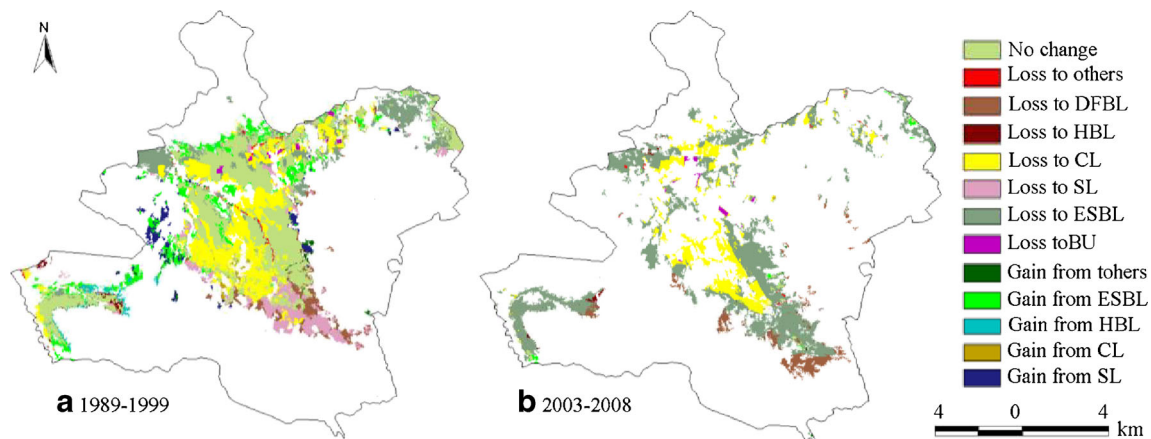 N
No change
Loss to others
Loss to DFBL
Loss to HBL
Loss to CL
Loss to SL
Loss to ESBL
Loss toBU
Gain from tohers
Gain from ESBL
Gain from HBL
Gain from CL
Gain from SL
a 1989-1999
b 2003-2008
4 0 4
km